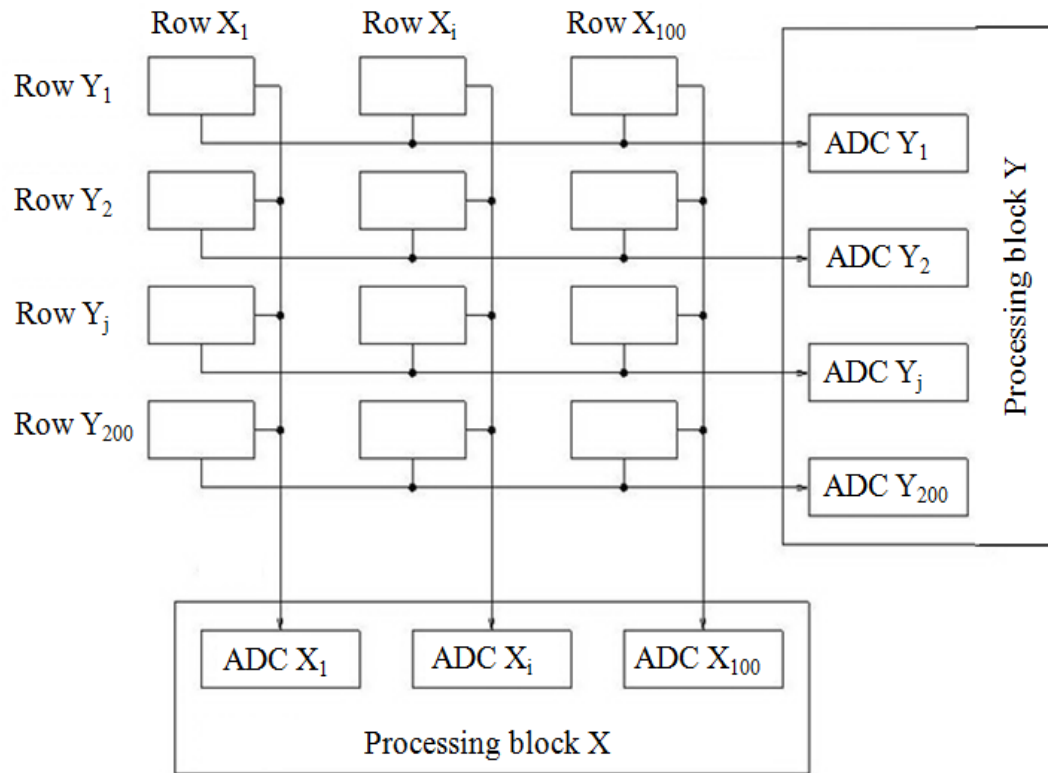 Row X₁ Row Xᵢ Row X₁₀₀
Row Y₁
ADC Y₁
Row Y₂
ADC Y₂
Row Yⱼ
ADC Yⱼ
Row Y₂₀₀
ADC Y₂₀₀
Processing block Y
ADC X₁ ADC Xᵢ ADC X₁₀₀
Processing block X